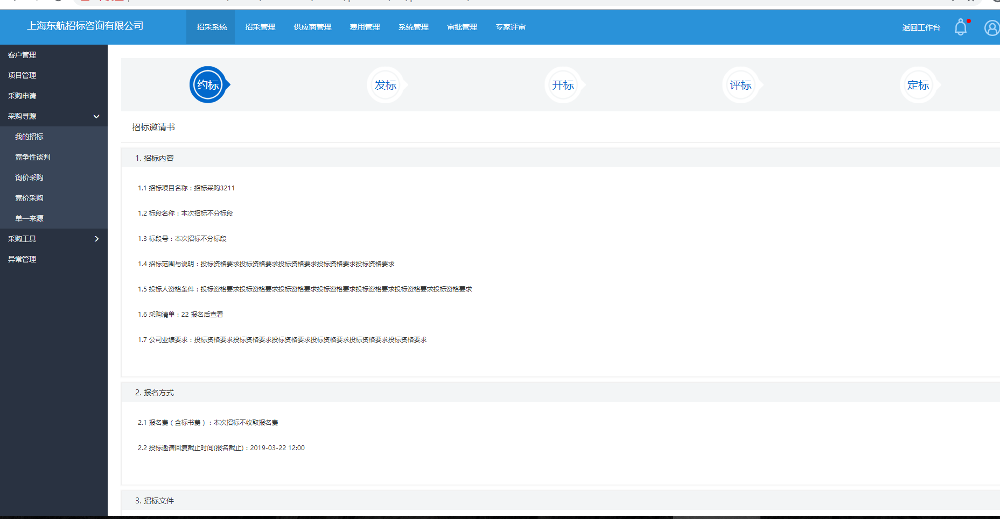 上海东航招标咨询有限公司
招采系统 招采管理 供应商管理 费用管理 系统管理 审批管理 专家评审 返回工作台
客户管理
项目管理
采购申请
采购寻源
我的招标
竞争性谈判
询价采购
竞价采购
单一来源
采购工具
异常管理
约标 发标 开标 评标 定标
招标邀请书
1. 招标内容
1.1 招标项目名称：招标采购3211
1.2 标段名称：本次招标不分标段
1.3 标段号：本次招标不分标段
1.4 招标范围与说明：投标资格要求投标资格要求投标资格要求投标资格要求投标资格要求
1.5 投标人资格条件：投标资格要求投标资格要求投标资格要求投标资格要求投标资格要求投标资格要求投标资格要求
1.6 采购清单：22 报名后查看
1.7 公司业绩要求：投标资格要求投标资格要求投标资格要求投标资格要求投标资格要求投标资格要求
2. 报名方式
2.1 报名费（含标书费）：本次招标不收取报名费
2.2 投标邀请回复截止时间(报名截止)：2019-03-22 12:00
3. 招标文件